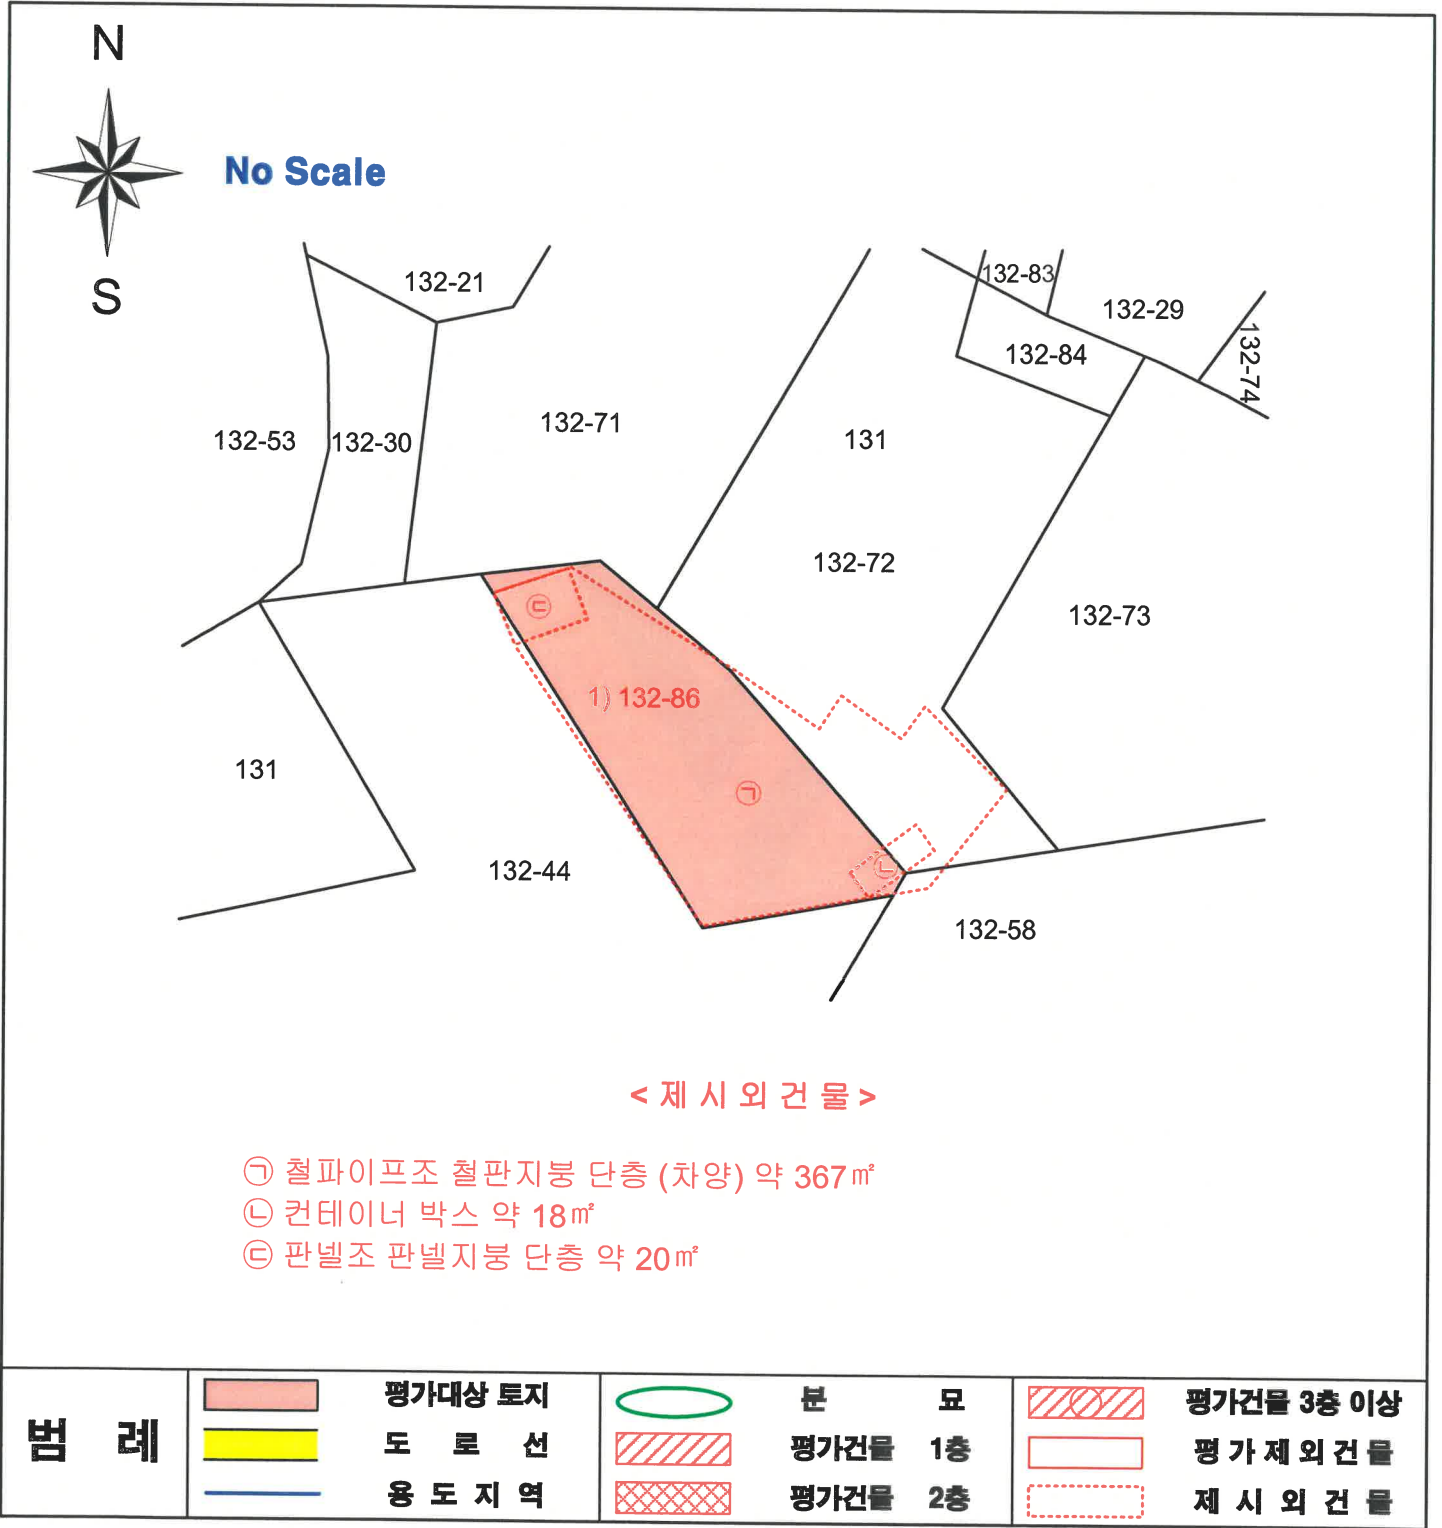 N
No Scale
S
132-21
132-83
132-29
132-74
132-84
132-71
131
132-53
132-30
132-72
132-73
㉢
1) 132-86
131
㉠
132-44
㉡
132-58
< 제 시 외 건 물 >
㉠ 철파이프조 철판지붕 단층 (차양) 약 367㎡
㉡ 컨테이너 박스 약 18㎡
㉢ 판넬조 판넬지붕 단층 약 20㎡
범 례
평가대상 토지
도 로 선
용 도 지 역
분 묘
평가건물 1층
평가건물 2층
평가건물 3층 이상
평 가 제 외 건 물
제 시 외 건 물